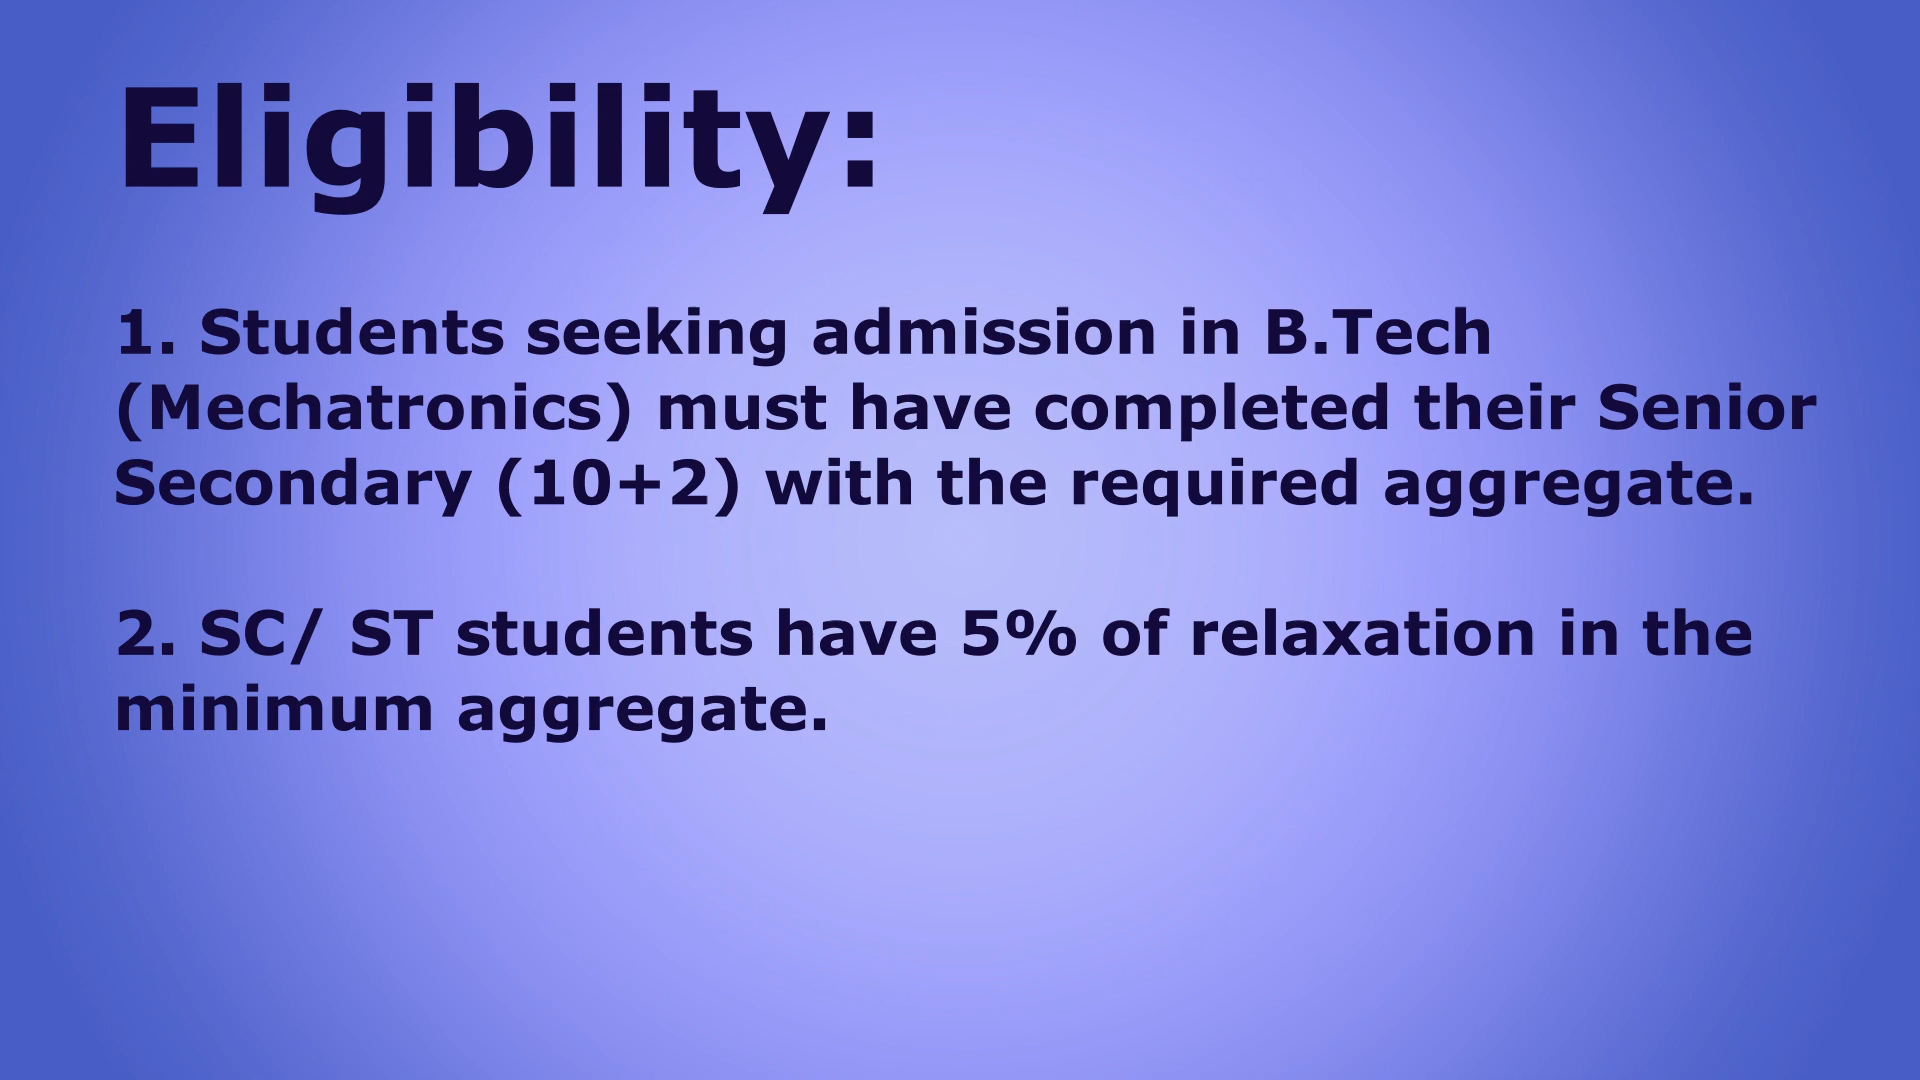 Eligibility:
1. Students seeking admission in B.Tech
(Mechatronics) must have completed their Senior
Secondary (10+2) with the required aggregate.
2. SC/ ST students have 5% of relaxation in the
minimum aggregate.